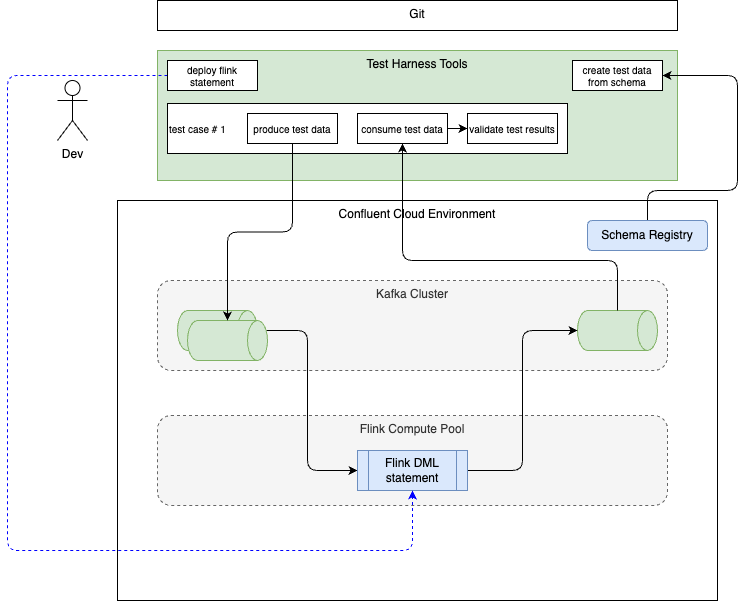 Git
Test Harness Tools
deploy flink
statement
create test data
from schema
test case # 1
produce test data
consume test data
validate test results
Dev
Confluent Cloud Environment
Schema Registry
Kafka Cluster
Flink Compute Pool
Flink DML
statement